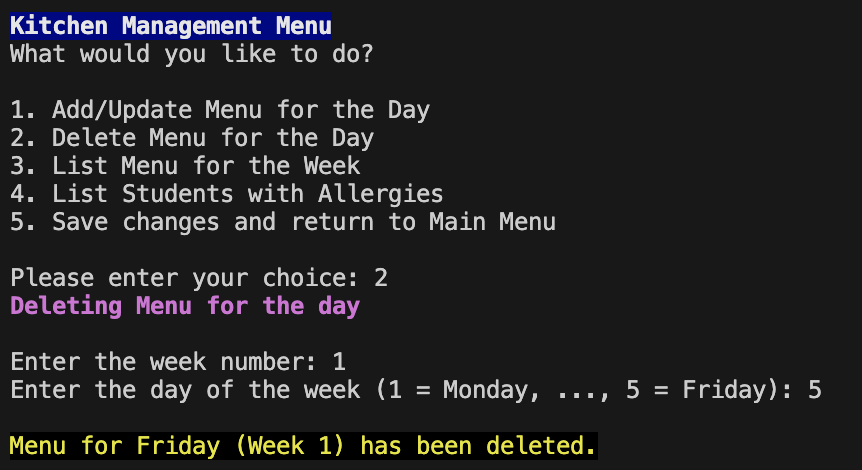 Kitchen Management Menu
What would you like to do?
1. Add/Update Menu for the Day
2. Delete Menu for the Day
3. List Menu for the Week
4. List Students with Allergies
5. Save changes and return to Main Menu
Please enter your choice: 2
Deleting Menu for the day
Enter the week number: 1
Enter the day of the week (1 = Monday, ..., 5 = Friday): 5
Menu for Friday (Week 1) has been deleted.